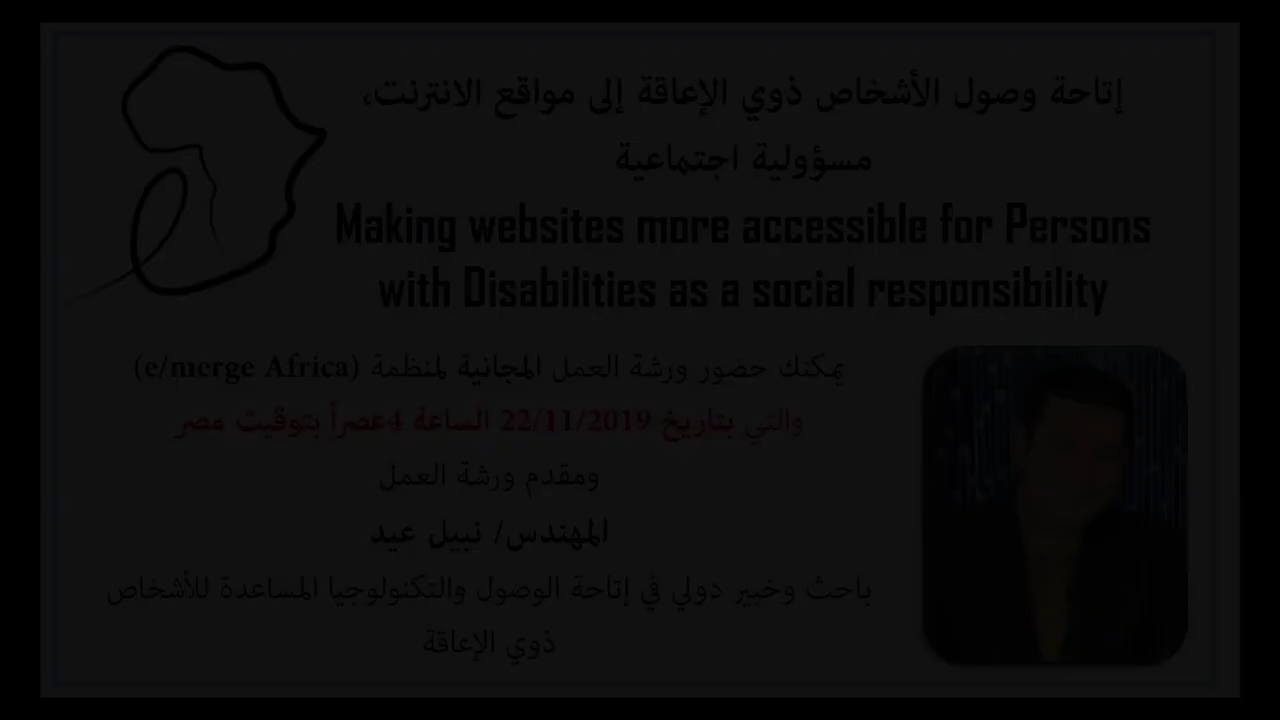 إتاحة وصول الأشخاص ذوي الإعاقة إلى مواقع الانترنت،
مسؤولية اجتماعية
Making websites more accessible for Persons
with Disabilities as a social responsibility
يمكنك حضور ورشة العمل المجانية لمنظمة (e/merge Africa)
والتي بتاريخ 22/11/2019 الساعة 4عصراً بتوقيت مصر
ومقدم ورشة العمل
المهندس/ نبيل عيد
باحث وخبير دولي في إتاحة الوصول والتكنولوجيا المساعدة للأشخاص
ذوي الإعاقة